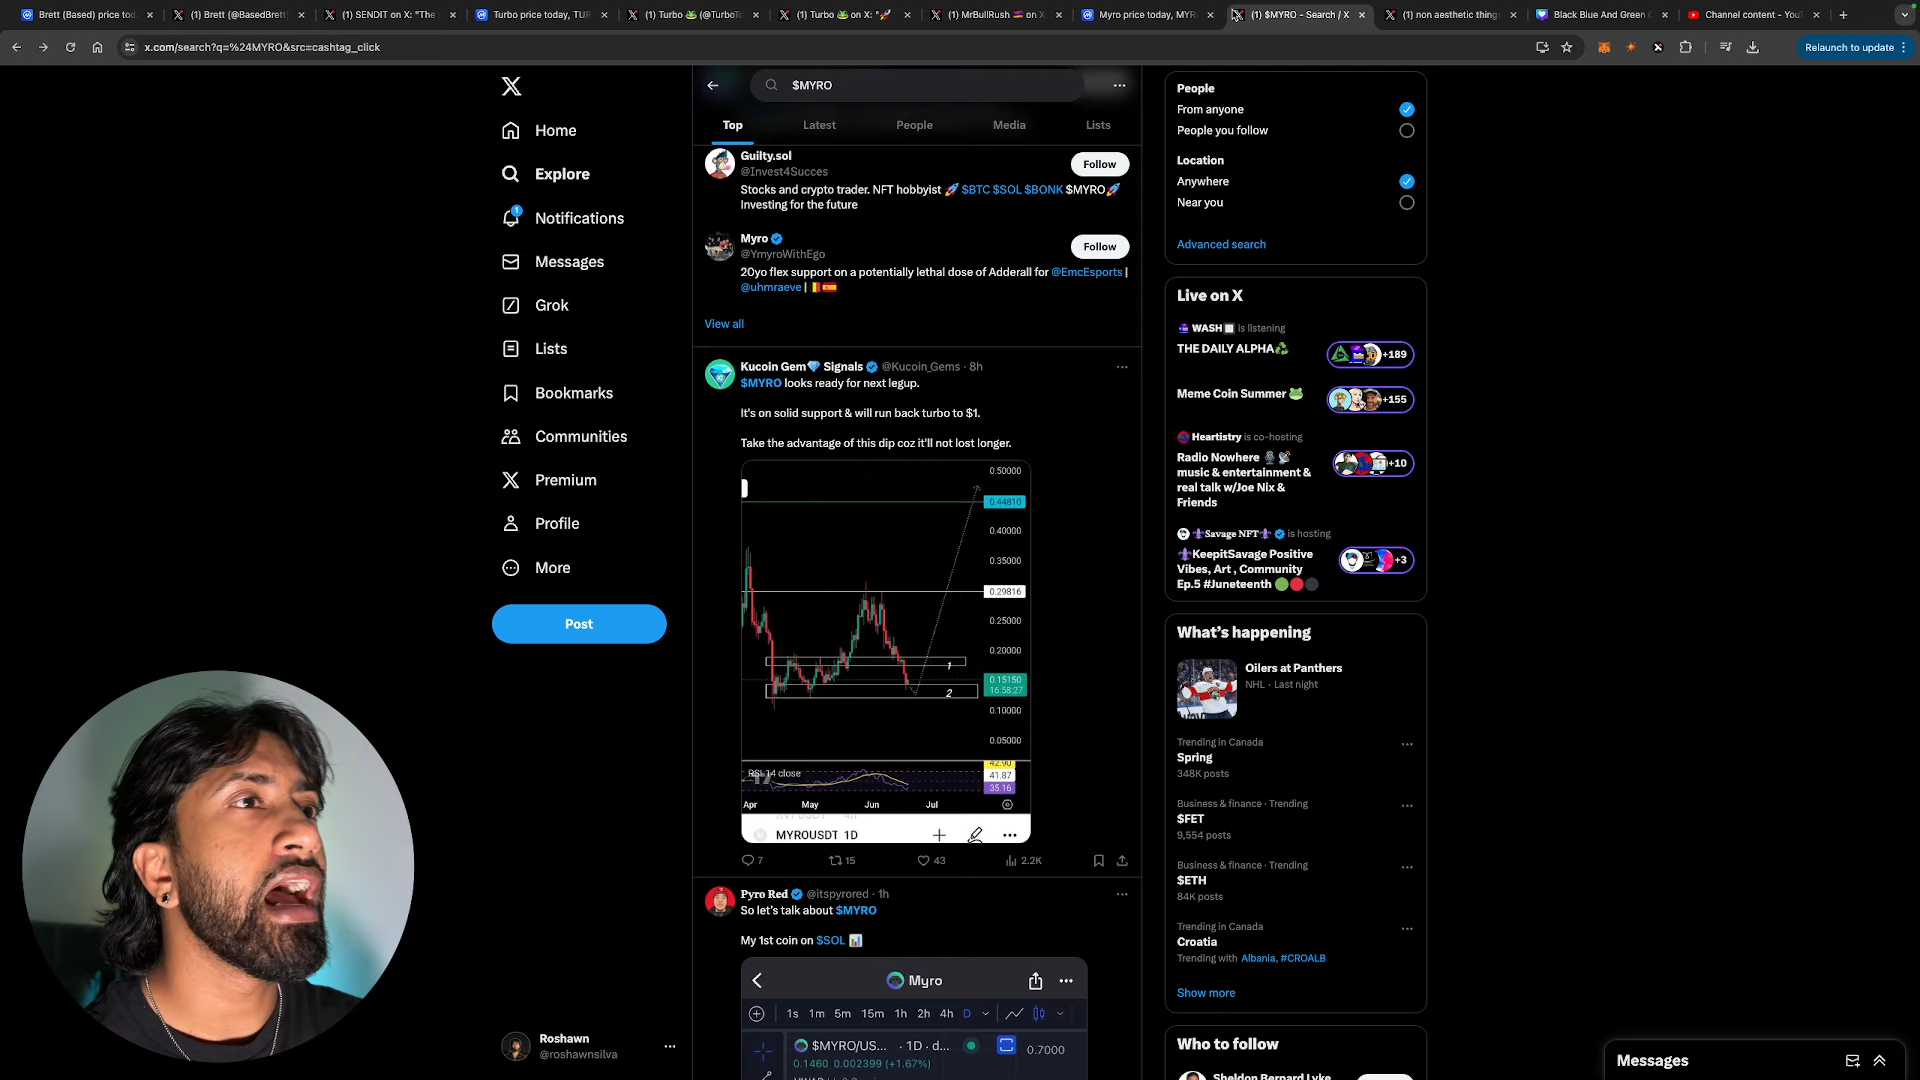 Brett (Based) price tod
(1) Brett (@BasedBrett)
(1) SENDIT on X: "The
Turbo price today, TUR
(1) Turbo 🐸 (@TurboTo
(1) Turbo 🐸 on X: "🚀
(1) MrBullRush 🇦🇲 on X
Myro price today, MYR
(1) $MYRO - Search / X
(1) non aesthetic thing
Black Blue And Green
Channel content - YouT
x.com/search?q=%24MYRO&src=cashtag_click
Relaunch to update
Home
Explore
1
Notifications
Messages
Grok
Lists
Bookmarks
Communities
Premium
Profile
More
Post
Roshawn
@roshawnsilva
$MYRO
Top
Latest
People
Media
Lists
Guilty.sol
@Invest4Succes
Follow
Stocks and crypto trader. NFT hobbyist 🚀 $BTC $SOL $BONK $MYRO🚀
Investing for the future
Myro
@YmyroWithEgo
Follow
20yo flex support on a potentially lethal dose of Adderall for @EmcEsports |
@uhmraeve |
View all
Kucoin Gem💎 Signals @Kucoin_Gems · 8h
$MYRO looks ready for next legup.
It's on solid support & will run back turbo to $1.
Take the advantage of this dip coz it'll not lost longer.
0.50000
0.44810
0.40000
0.35000
0.29816
0.25000
0.20000
1
0.15150
16:58:27
2
0.10000
0.05000
RSI 14 close
42.90
41.87
35.16
Apr
May
Jun
Jul
MYROUSDT 1D
7
15
43
2.2K
Pyro Red @itspyrored · 1h
So let's talk about $MYRO
My 1st coin on $SOL 📊
Myro
1s 1m 5m 15m 1h 2h 4h D
$MYRO/US... · 1D · d...
0.7000
0.1460 0.002399 (+1.67%)
People
From anyone
People you follow
Location
Anywhere
Near you
Advanced search
Live on X
WASH is listening
THE DAILY ALPHA♻️
+189
Meme Coin Summer 🐸
+155
Heartistry is co-hosting
Radio Nowhere 🎙️📡
music & entertainment &
real talk w/Joe Nix &
Friends
+10
⚜️Savage NFT⚜️ is hosting
⚜️KeepitSavage Positive
Vibes, Art , Community
Ep.5 #Juneteenth 🟢🔴⚫
+3
What's happening
Oilers at Panthers
NHL · Last night
Trending in Canada
Spring
348K posts
Business & finance · Trending
$FET
9,554 posts
Business & finance · Trending
$ETH
84K posts
Trending in Canada
Croatia
Trending with Albania, #CROALB
Show more
Who to follow
Sheldon Bernard Lyke
Messages